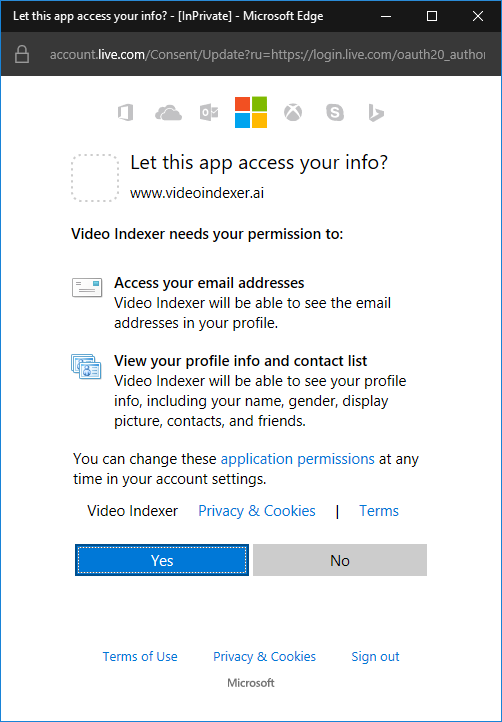 Let this app access your info? - [InPrivate] - Microsoft Edge
account.live.com/Consent/Update?ru=https://login.live.com/oauth20_author
Let this app access your info?
www.videoindexer.ai
Video Indexer needs your permission to:
Access your email addresses
Video Indexer will be able to see the email
addresses in your profile.
View your profile info and contact list
Video Indexer will be able to see your profile
info, including your name, gender, display
picture, contacts, and friends.
You can change these application permissions at any
time in your account settings.
Video Indexer Privacy & Cookies | Terms
Yes No
Terms of Use Privacy & Cookies Sign out
Microsoft